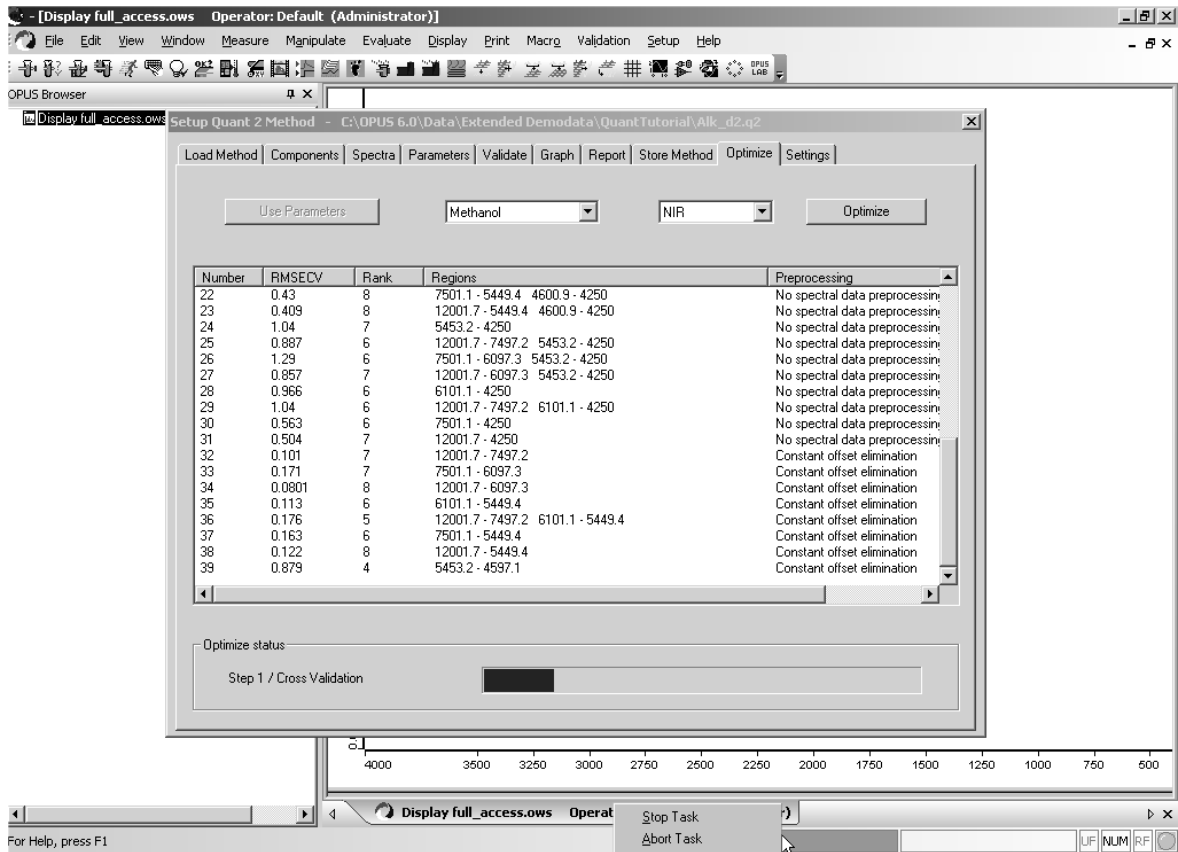 - [Display full_access.ows Operator: Default (Administrator)]
File Edit View Window Measure Manipulate Evaluate Display Print Macro Validation Setup Help
OPUS LAB
OPUS Browser
Display full_access.ows
Setup Quant 2 Method - C:\OPUS 6.0\Data\Extended Demodata\QuantTutorial\Alk_d2.q2
Load Method Components Spectra Parameters Validate Graph Report Store Method Optimize Settings
Use Parameters Methanol NIR Optimize
Number RMSECV Rank Regions Preprocessing
22 0.43 8 7501.1 - 5449.4 4600.9 - 4250 No spectral data preprocessin
23 0.409 8 12001.7 - 5449.4 4600.9 - 4250 No spectral data preprocessin
24 1.04 7 5453.2 - 4250 No spectral data preprocessin
25 0.887 6 12001.7 - 7497.2 5453.2 - 4250 No spectral data preprocessin
26 1.29 6 7501.1 - 6097.3 5453.2 - 4250 No spectral data preprocessin
27 0.857 7 12001.7 - 6097.3 5453.2 - 4250 No spectral data preprocessin
28 0.966 6 6101.1 - 4250 No spectral data preprocessin
29 1.04 6 12001.7 - 7497.2 6101.1 - 4250 No spectral data preprocessin
30 0.563 6 7501.1 - 4250 No spectral data preprocessin
31 0.504 7 12001.7 - 4250 No spectral data preprocessin
32 0.101 7 12001.7 - 7497.2 Constant offset elimination
33 0.171 7 7501.1 - 6097.3 Constant offset elimination
34 0.0801 8 12001.7 - 6097.3 Constant offset elimination
35 0.113 6 6101.1 - 5449.4 Constant offset elimination
36 0.176 5 12001.7 - 7497.2 6101.1 - 5449.4 Constant offset elimination
37 0.163 6 7501.1 - 5449.4 Constant offset elimination
38 0.122 8 12001.7 - 5449.4 Constant offset elimination
39 0.879 4 5453.2 - 4597.1 Constant offset elimination
Optimize status
Step 1 / Cross Validation
4000 3500 3250 3000 2750 2500 2250 2000 1750 1500 1250 1000 750 500
Display full_access.ows Operat
Stop Task
Abort Task
For Help, press F1
UF NUM RF